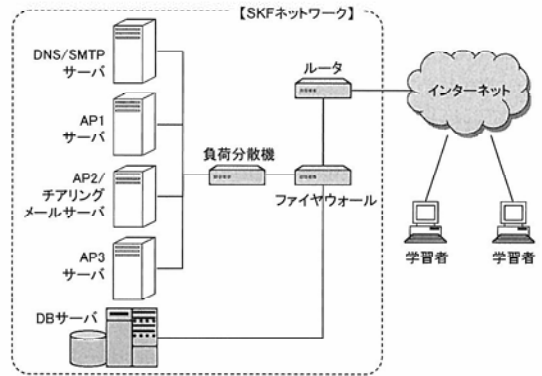 【SKFネットワーク】
DNS/SMTP
サーバ
AP1
サーバ
AP2/
チアリング
メールサーバ
AP3
サーバ
DBサーバ
負荷分散機
ルータ
ファイヤウォール
インターネット
学習者
学習者